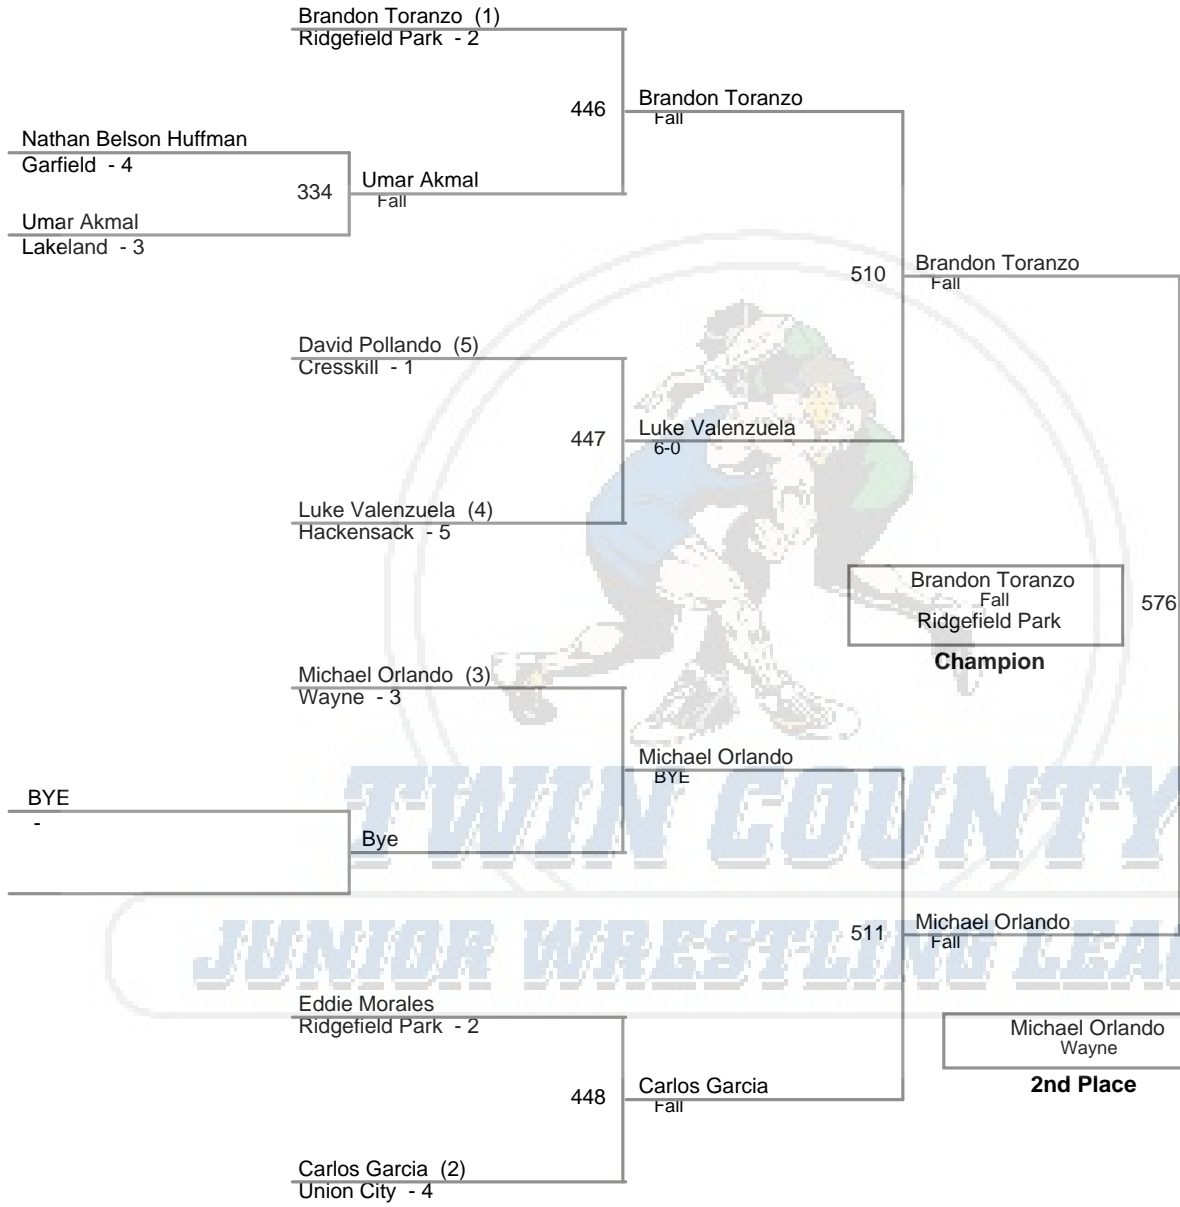 Brandon Toranzo (1)
Ridgefield Park - 2
446
Brandon Toranzo
Fall
Nathan Belson Huffman
Garfield - 4
334
Umar Akmal
Fall
Umar Akmal
Lakeland - 3
510
Brandon Toranzo
Fall
David Pollando (5)
Cresskill - 1
447
Luke Valenzuela
6-0
Luke Valenzuela (4)
Hackensack - 5
Brandon Toranzo
Fall
Ridgefield Park
576
Champion
Michael Orlando (3)
Wayne - 3
Michael Orlando
BYE
TWIN COUNTY
BYE
-
Bye
511
Michael Orlando
Fall
JUNIOR WRESTLING LEAG
Eddie Morales
Ridgefield Park - 2
Michael Orlando
Wayne
2nd Place
448
Carlos Garcia
Fall
Carlos Garcia (2)
Union City - 4